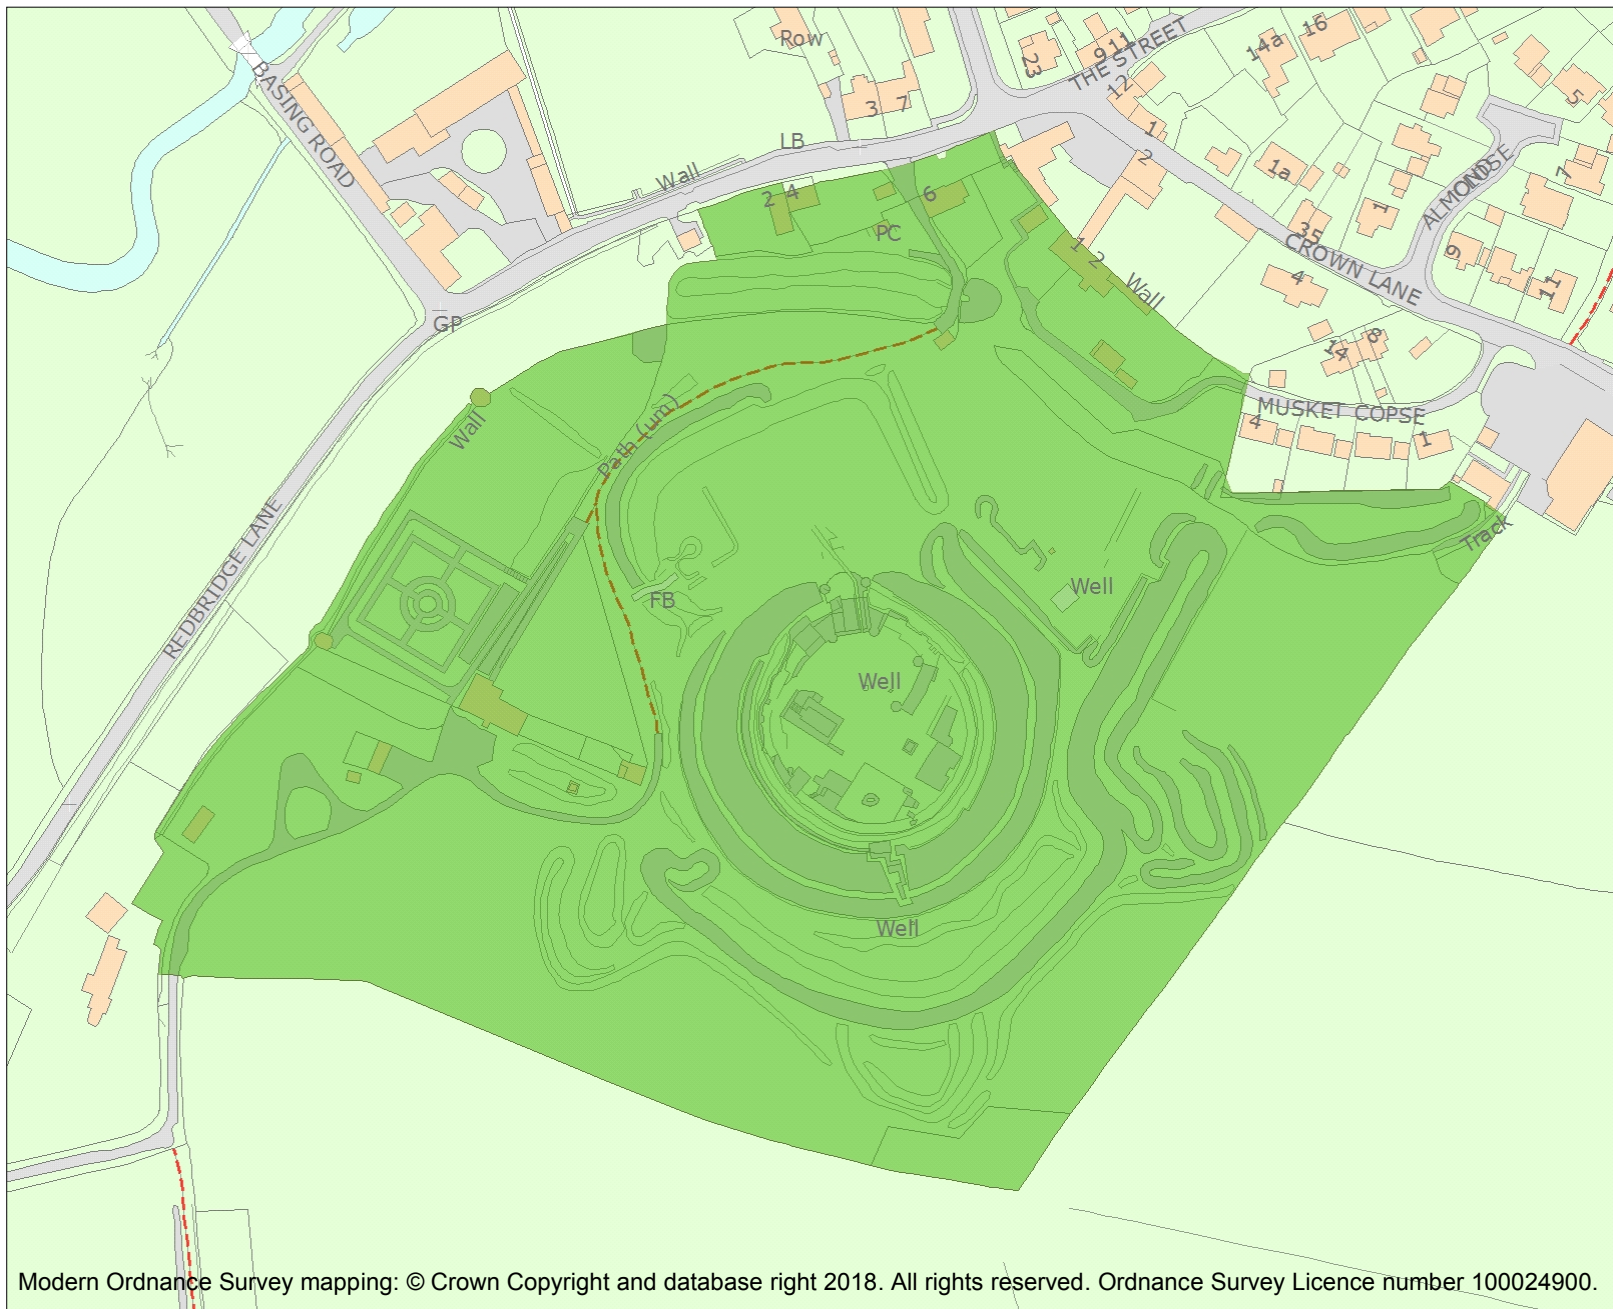 Row
16
14a
9 11
THE STREET
23
12
5
3 7
1
BASING ROAD
LB
2
1a
ALMONDSE
7
Wall
2 4
6
1
35
PC
CROWN LANE
9
1 2
4
11
Wall
GP
8
14
MUSKET COPSE
4
1
Wall
Path (um)
Track
REDBRIDGE LANE
FB
Well
Well
Well
Modern Ordnance Survey mapping: © Crown Copyright and database right 2018. All rights reserved. Ordnance Survey Licence number 100024900.